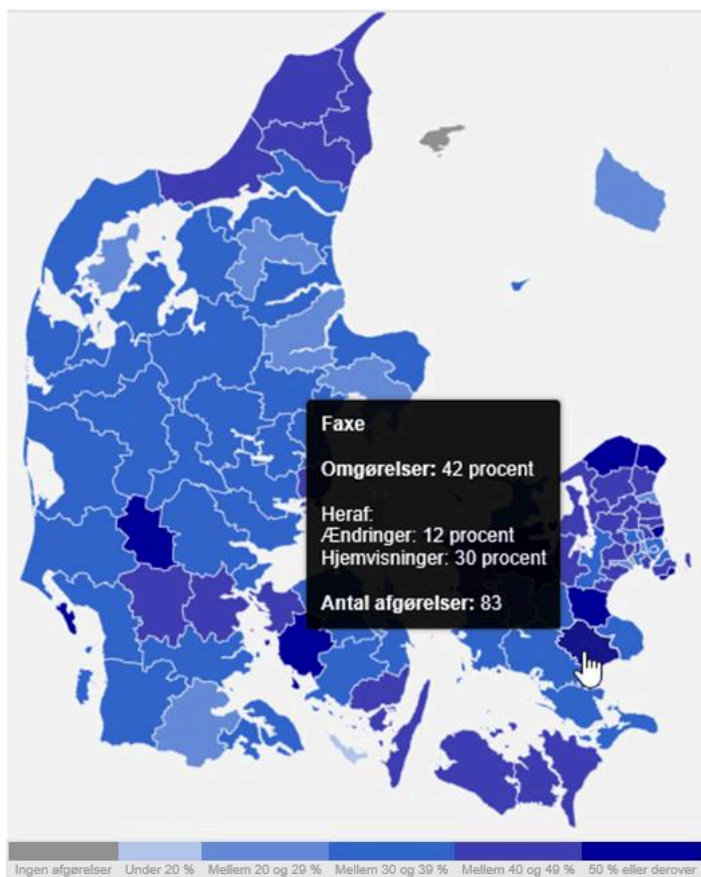 Faxe
Omgørelser: 42 procent
Heraf:
Ændringer: 12 procent
Hjemvisninger: 30 procent
Antal afgørelser: 83
Ingen afgørelser Under 20 % Mellem 20 og 29 % Mellem 30 og 39 % Mellem 40 og 49 % 50 % eller derover